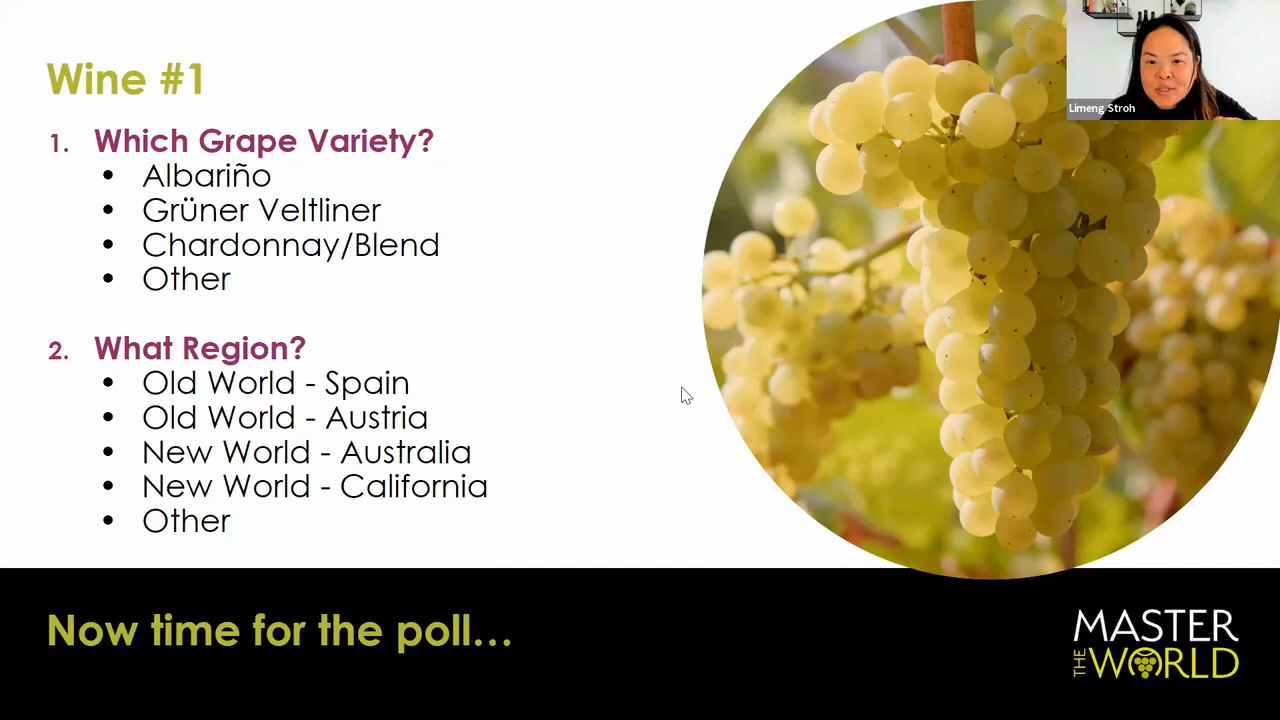 Wine #1
1. Which Grape Variety?
• Albariño
• Grüner Veltliner
• Chardonnay/Blend
• Other
2. What Region?
• Old World - Spain
• Old World - Austria
• New World - Australia
• New World - California
• Other
Limeng Stroh
Now time for the poll...
MASTER
THE WORLD